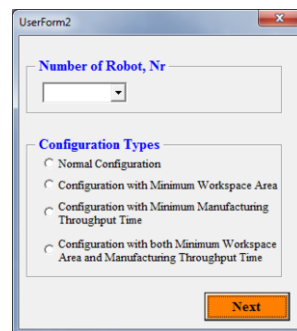 UserForm2
Number of Robot, Nr
Configuration Types
Normal Configuration
Configuration with Minimum Workspace Area
Configuration with Minimum Manufacturing
Throughput Time
Configuration with both Minimum Workspace
Area and Manufacturing Throughput Time
Next